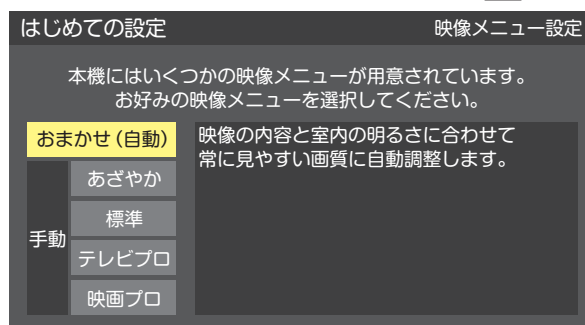 はじめての設定
映像メニュー設定
本機にはいくつかの映像メニューが用意されています。
お好みの映像メニューを選択してください。
おまかせ(自動)
映像の内容と室内の明るさに合わせて
常に見やすい画質に自動調整します。
手動
あざやか
標準
テレビプロ
映画プロ